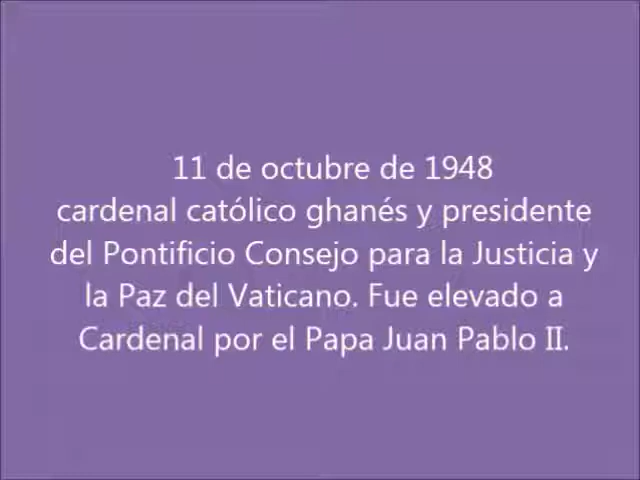 11 de octubre de 1948
cardenal católico ghanés y presidente
del Pontificio Consejo para la Justicia y
la Paz del Vaticano. Fue elevado a
Cardenal por el Papa Juan Pablo II.